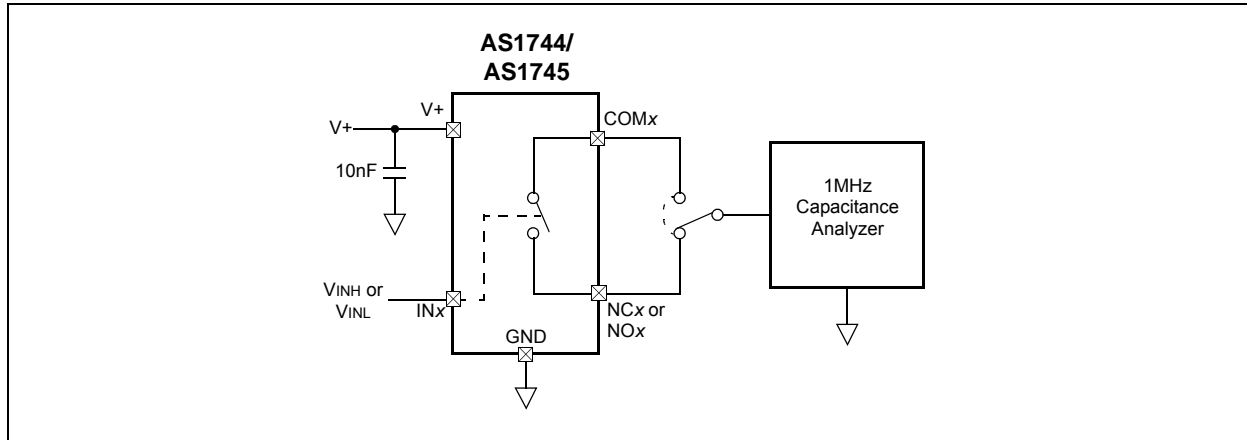 AS1744/
AS1745
V+
V+
COMx
10nF
1MHz
Capacitance
Analyzer
VINH or
VINL
INx
NCx or
NOx
GND